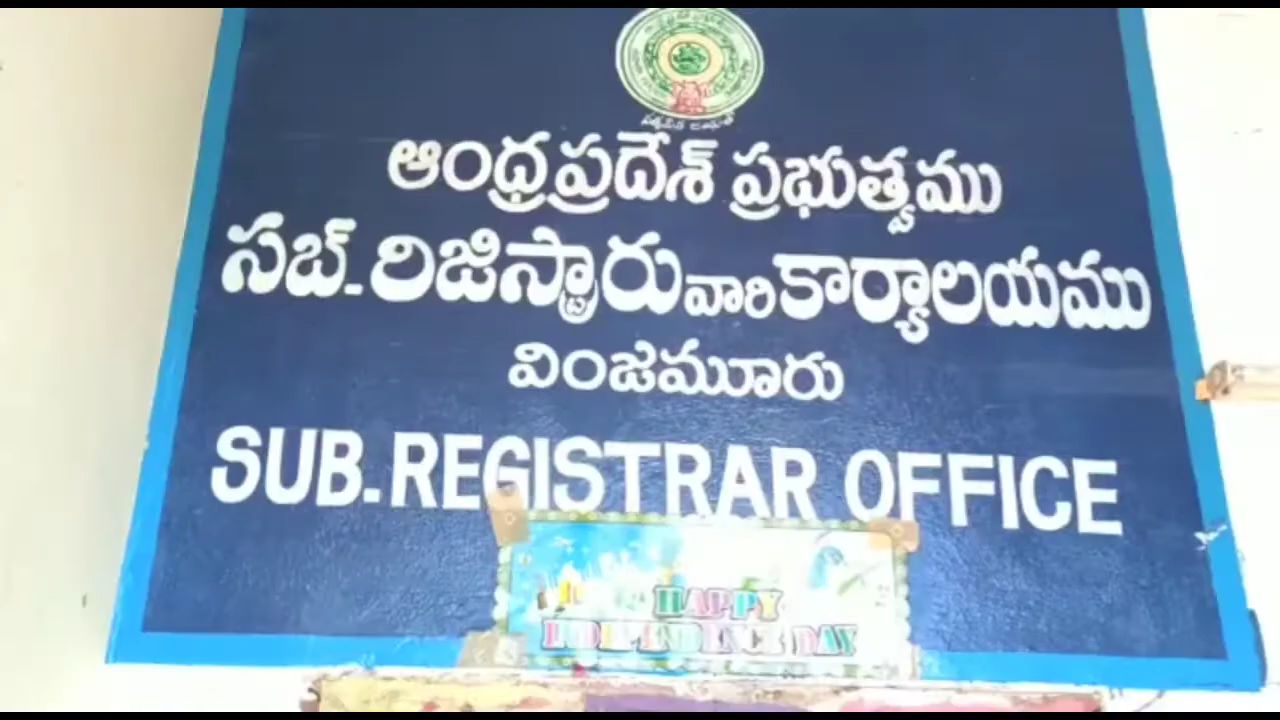 ఆంధ్రప్రదేశ్ ప్రభుత్వము
సబ్.రిజిస్ట్రారు వారి కార్యాలయము
వింజమూరు
SUB.REGISTRAR OFFICE
HAPPY
INDEPENDENCE DAY